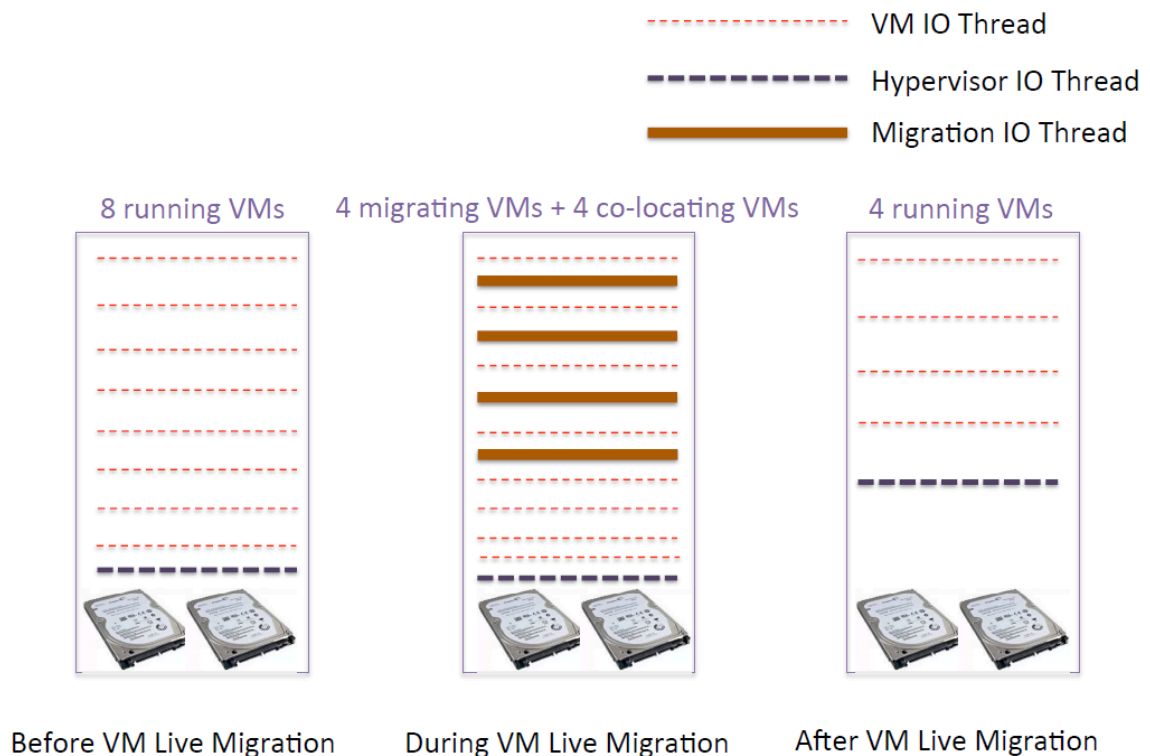 VM IO Thread
Hypervisor IO Thread
Migration IO Thread
8 running VMs
4 migrating VMs + 4 co-locating VMs
4 running VMs
Before VM Live Migration
During VM Live Migration
After VM Live Migration